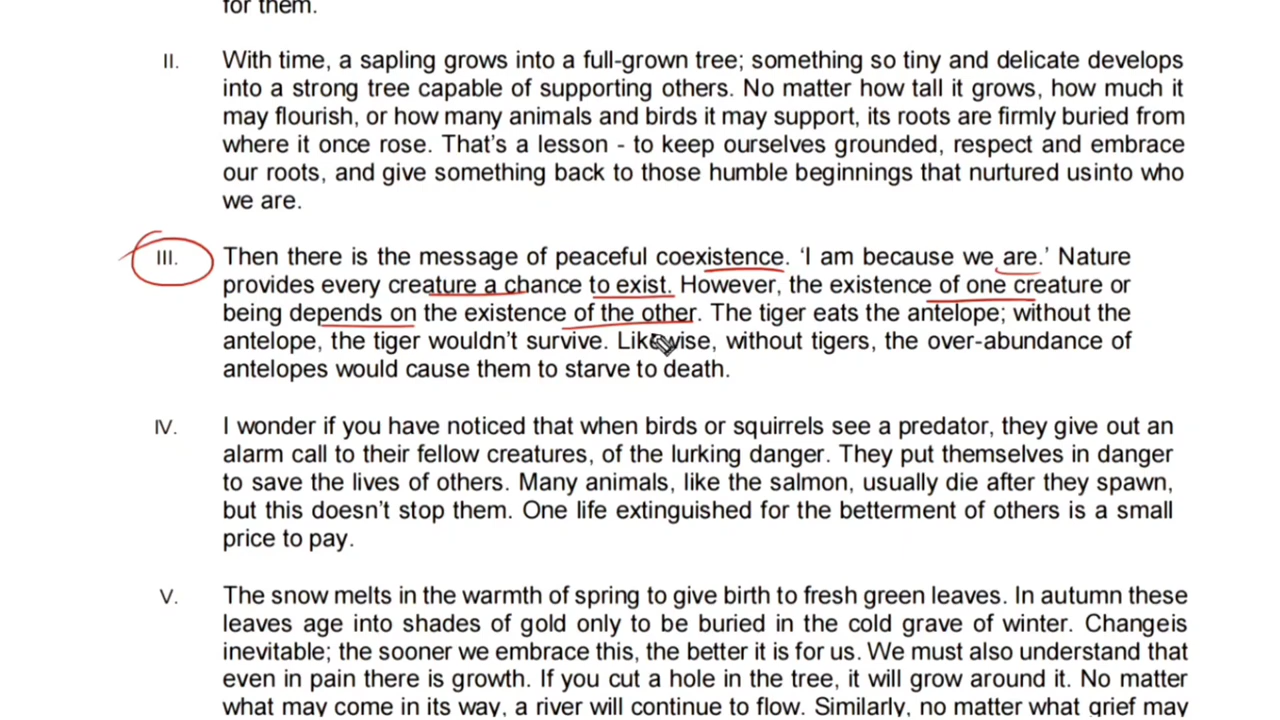 for them.
II. With time, a sapling grows into a full-grown tree; something so tiny and delicate develops
into a strong tree capable of supporting others. No matter how tall it grows, how much it
may flourish, or how many animals and birds it may support, its roots are firmly buried from
where it once rose. That's a lesson - to keep ourselves grounded, respect and embrace
our roots, and give something back to those humble beginnings that nurtured usinto who
we are.
III. Then there is the message of peaceful coexistence. 'I am because we are.' Nature
provides every creature a chance to exist. However, the existence of one creature or
being depends on the existence of the other. The tiger eats the antelope; without the
antelope, the tiger wouldn't survive. Likewise, without tigers, the over-abundance of
antelopes would cause them to starve to death.
IV. I wonder if you have noticed that when birds or squirrels see a predator, they give out an
alarm call to their fellow creatures, of the lurking danger. They put themselves in danger
to save the lives of others. Many animals, like the salmon, usually die after they spawn,
but this doesn't stop them. One life extinguished for the betterment of others is a small
price to pay.
V. The snow melts in the warmth of spring to give birth to fresh green leaves. In autumn these
leaves age into shades of gold only to be buried in the cold grave of winter. Changeis
inevitable; the sooner we embrace this, the better it is for us. We must also understand that
even in pain there is growth. If you cut a hole in the tree, it will grow around it. No matter
what may come in its way, a river will continue to flow. Similarly, no matter what grief may